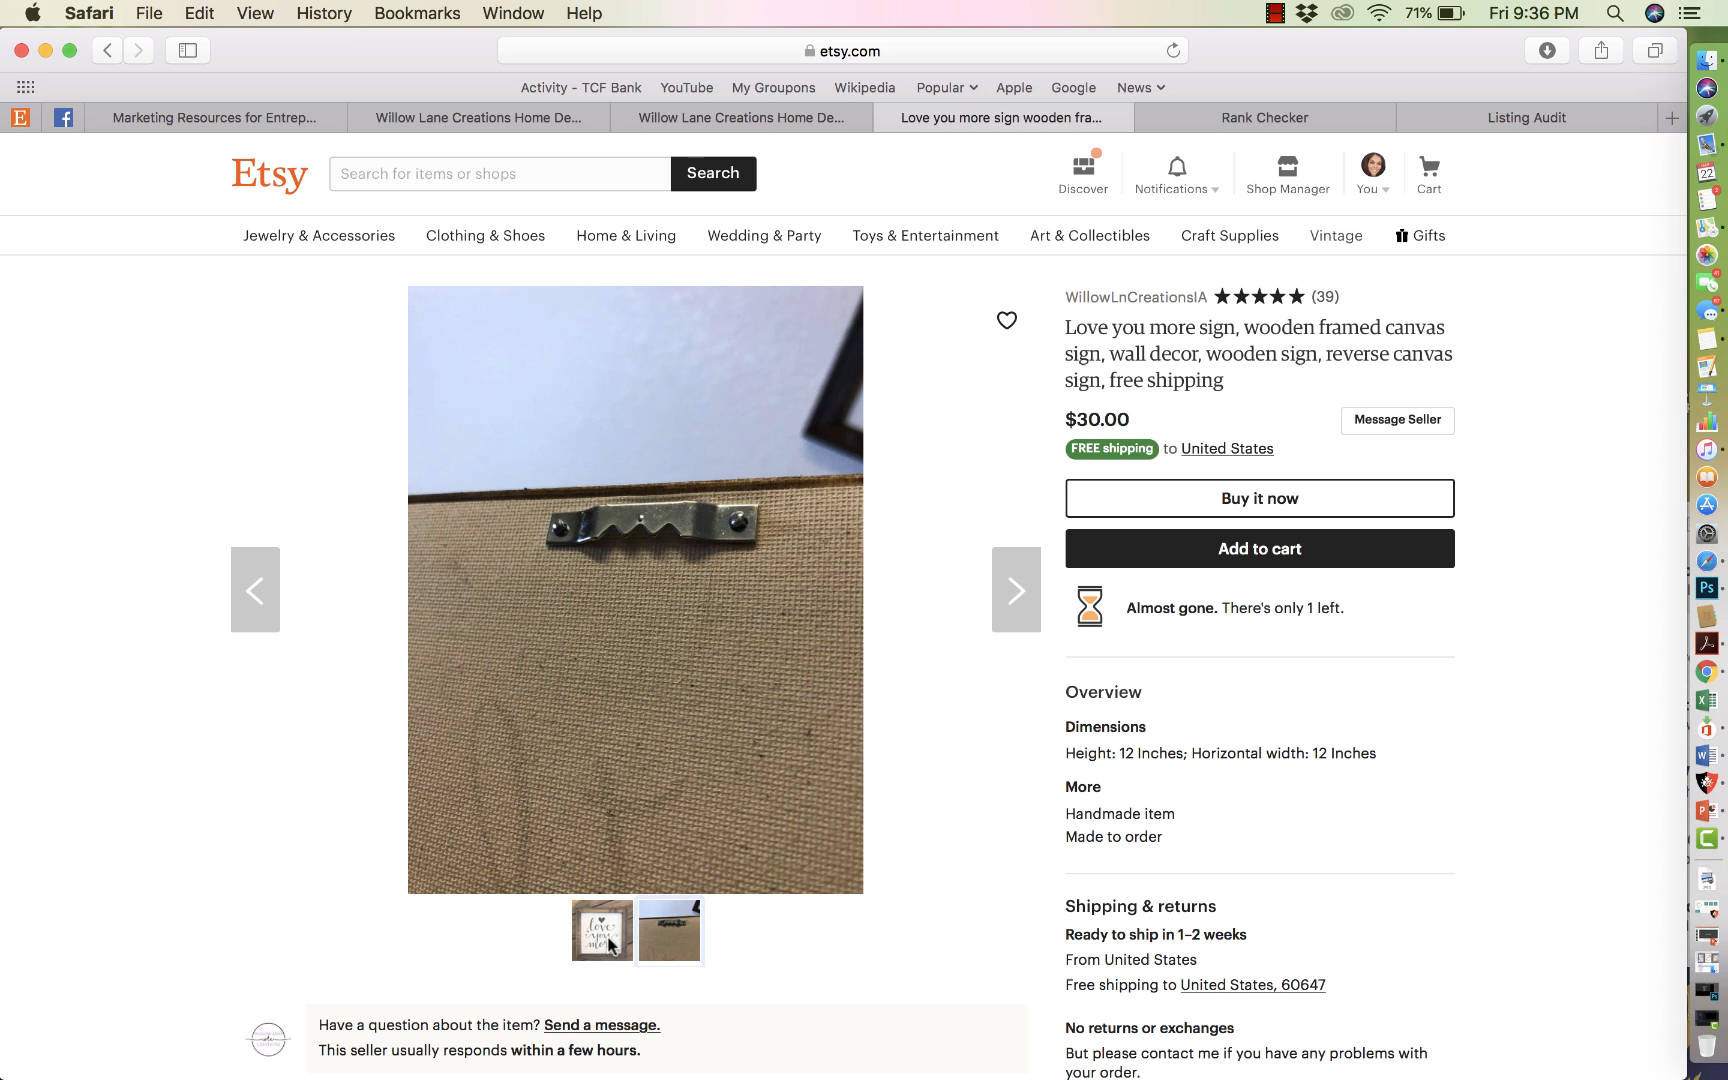 Safari File Edit View History Bookmarks Window Help 71% Fri 9:36 PM
etsy.com
Activity - TCF Bank YouTube My Groupons Wikipedia Popular Apple Google News
E f Marketing Resources for Entrep... Willow Lane Creations Home De... Willow Lane Creations Home De... Love you more sign wooden fra... Rank Checker Listing Audit
Etsy
Search for items or shops
Search
Discover Notifications Shop Manager You Cart
Jewelry & Accessories Clothing & Shoes Home & Living Wedding & Party Toys & Entertainment Art & Collectibles Craft Supplies Vintage Gifts
WillowLnCreationsIA (39)
Love you more sign, wooden framed canvas
sign, wall decor, wooden sign, reverse canvas
sign, free shipping
$30.00
Message Seller
FREE shipping to United States
Buy it now
Add to cart
Almost gone. There's only 1 left.
Overview
Dimensions
Height: 12 Inches; Horizontal width: 12 Inches
More
Handmade item
Made to order
Shipping & returns
Ready to ship in 1–2 weeks
From United States
Free shipping to United States, 60647
No returns or exchanges
But please contact me if you have any problems with
your order.
love
you
more
Have a question about the item? Send a message.
This seller usually responds within a few hours.
22
Ps